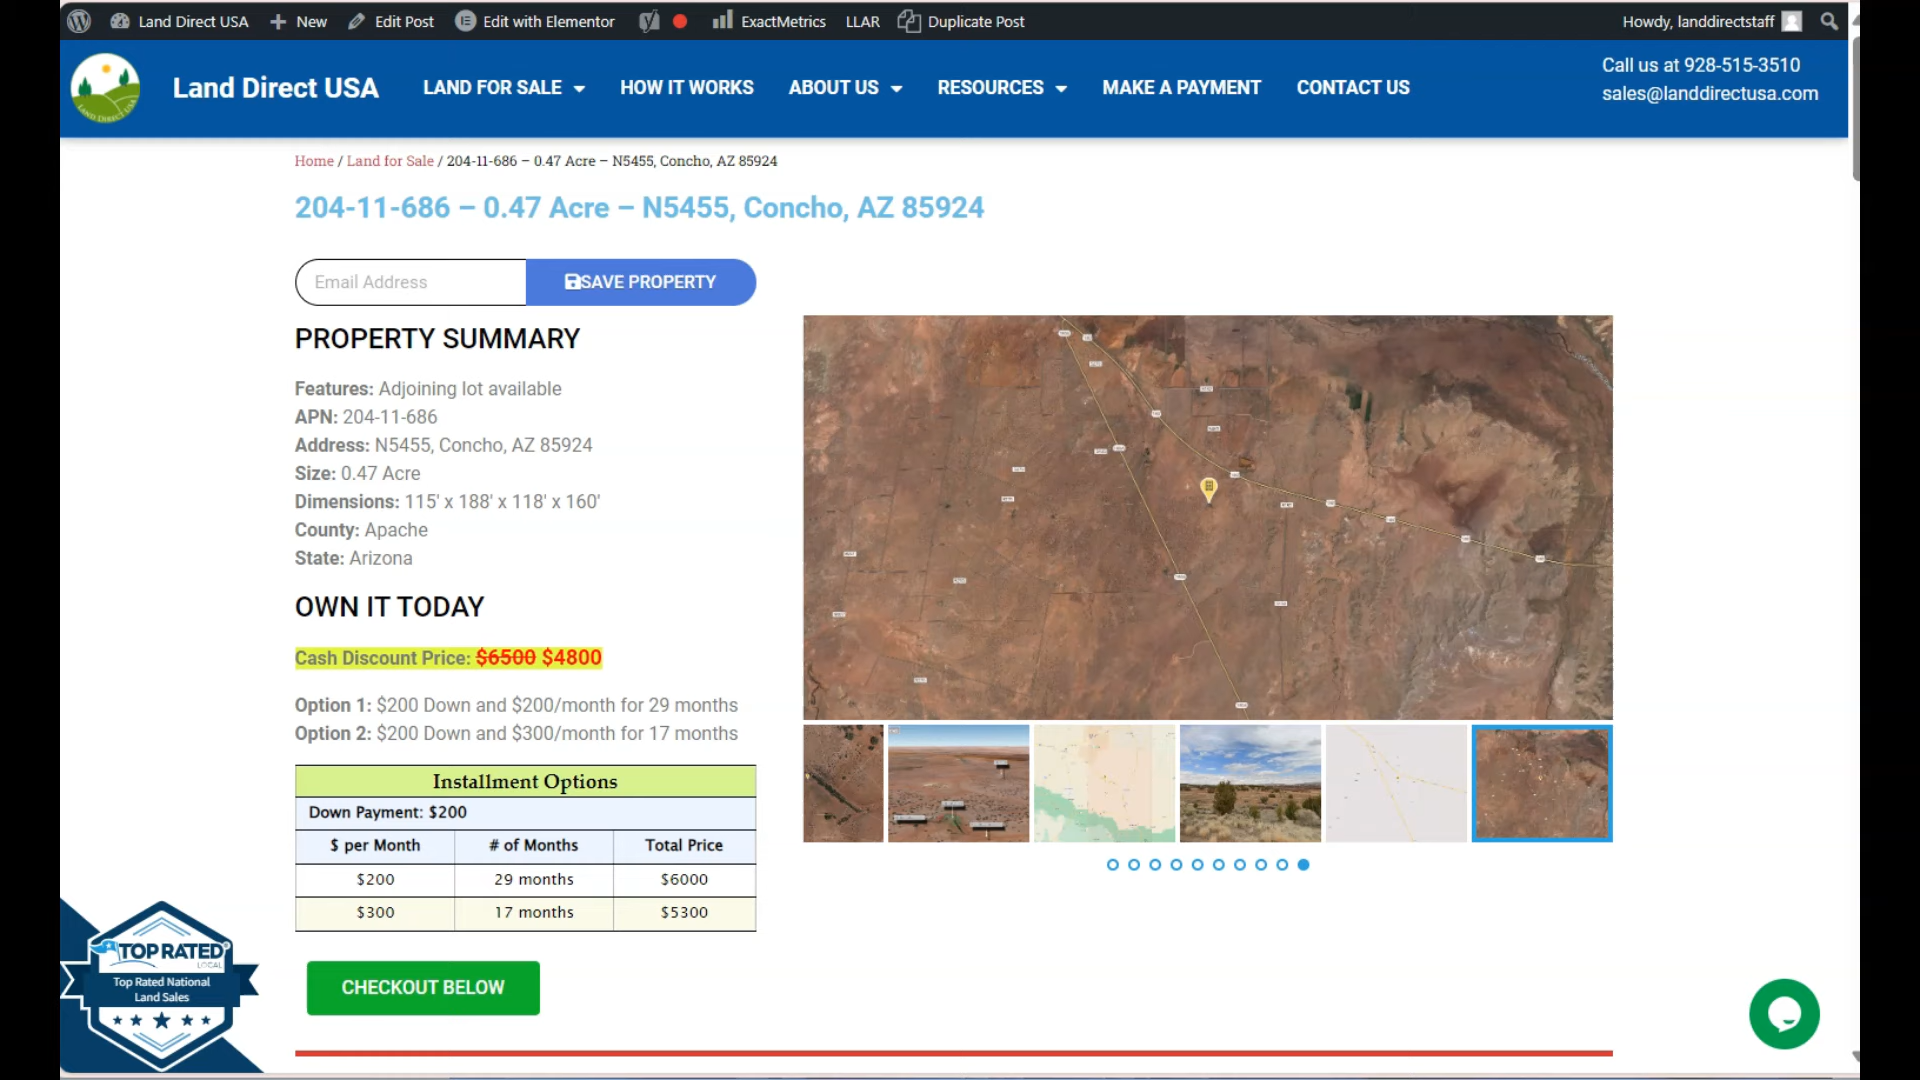 Land Direct USA
New
Edit Post
Edit with Elementor
ExactMetrics
LLAR
Duplicate Post
Howdy, landdirectstaff
Land Direct USA
LAND FOR SALE
HOW IT WORKS
ABOUT US
RESOURCES
MAKE A PAYMENT
CONTACT US
Call us at 928-515-3510
sales@landdirectusa.com
Home / Land for Sale / 204-11-686 – 0.47 Acre – N5455, Concho, AZ 85924
204-11-686 – 0.47 Acre – N5455, Concho, AZ 85924
Email Address
SAVE PROPERTY
PROPERTY SUMMARY
Features: Adjoining lot available
APN: 204-11-686
Address: N5455, Concho, AZ 85924
Size: 0.47 Acre
Dimensions: 115' x 188' x 118' x 160'
County: Apache
State: Arizona
OWN IT TODAY
Cash Discount Price: $6500 $4800
Option 1: $200 Down and $200/month for 29 months
Option 2: $200 Down and $300/month for 17 months
Installment Options
Down Payment: $200
$ per Month # of Months Total Price
$200 29 months $6000
$300 17 months $5300
CHECKOUT BELOW
TOP RATED
LOCAL
Top Rated National
Land Sales